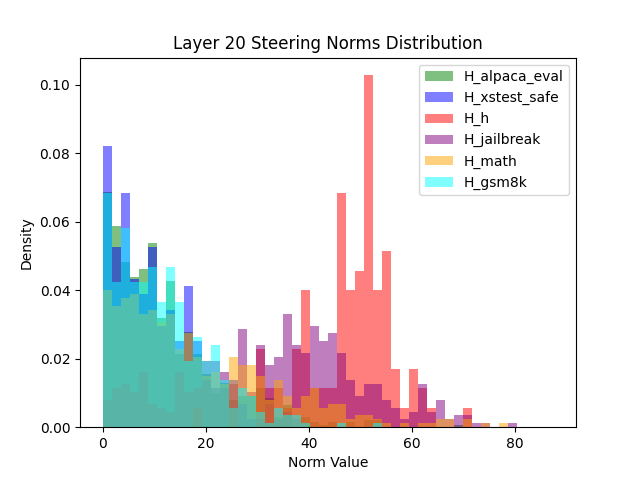 Layer 20 Steering Norms Distribution
H_alpaca_eval
H_xstest_safe
H_h
H_jailbreak
H_math
H_gsm8k
0.10
0.08
0.06
0.04
0.02
0.00
Density
0 20 40 60 80
Norm Value